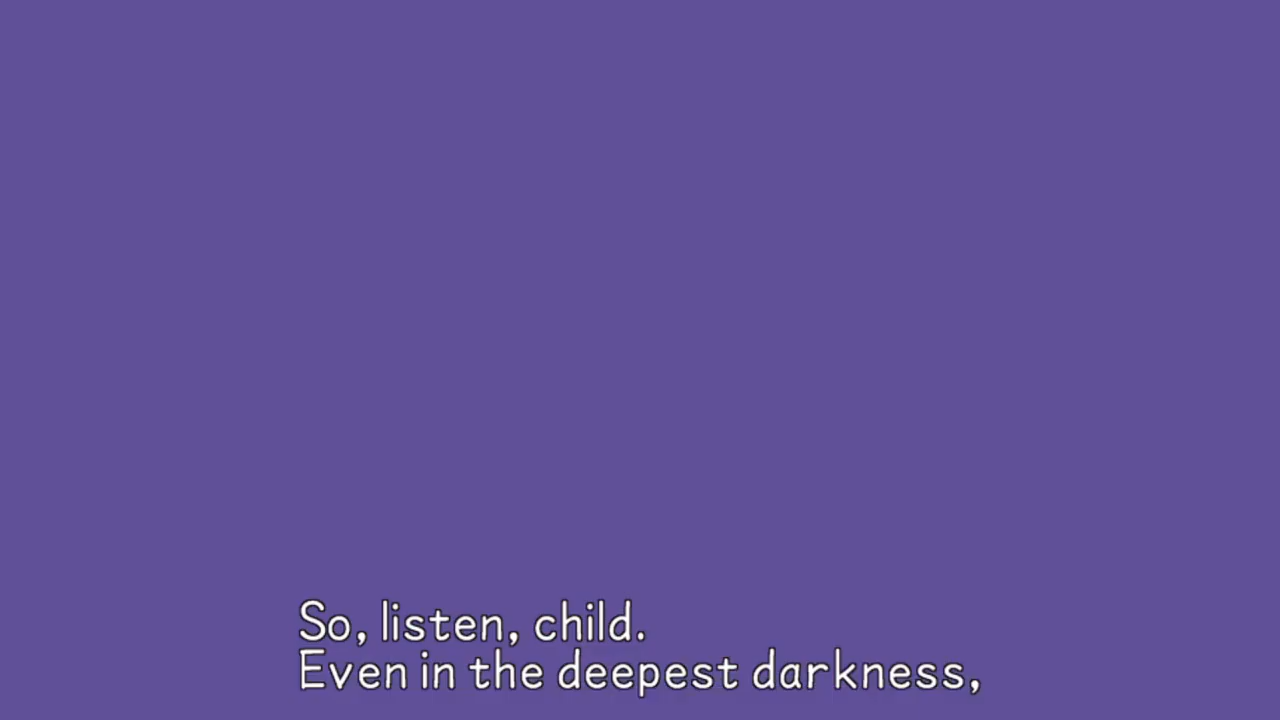 So, listen, child.
Even in the deepest darkness,